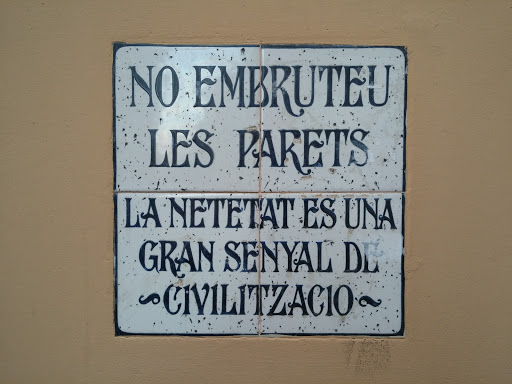 NO EMBRUTEU
LES PARETS
LA NETETAT ES UNA
GRAN SENYAL DE
~CIVILITZACIO~